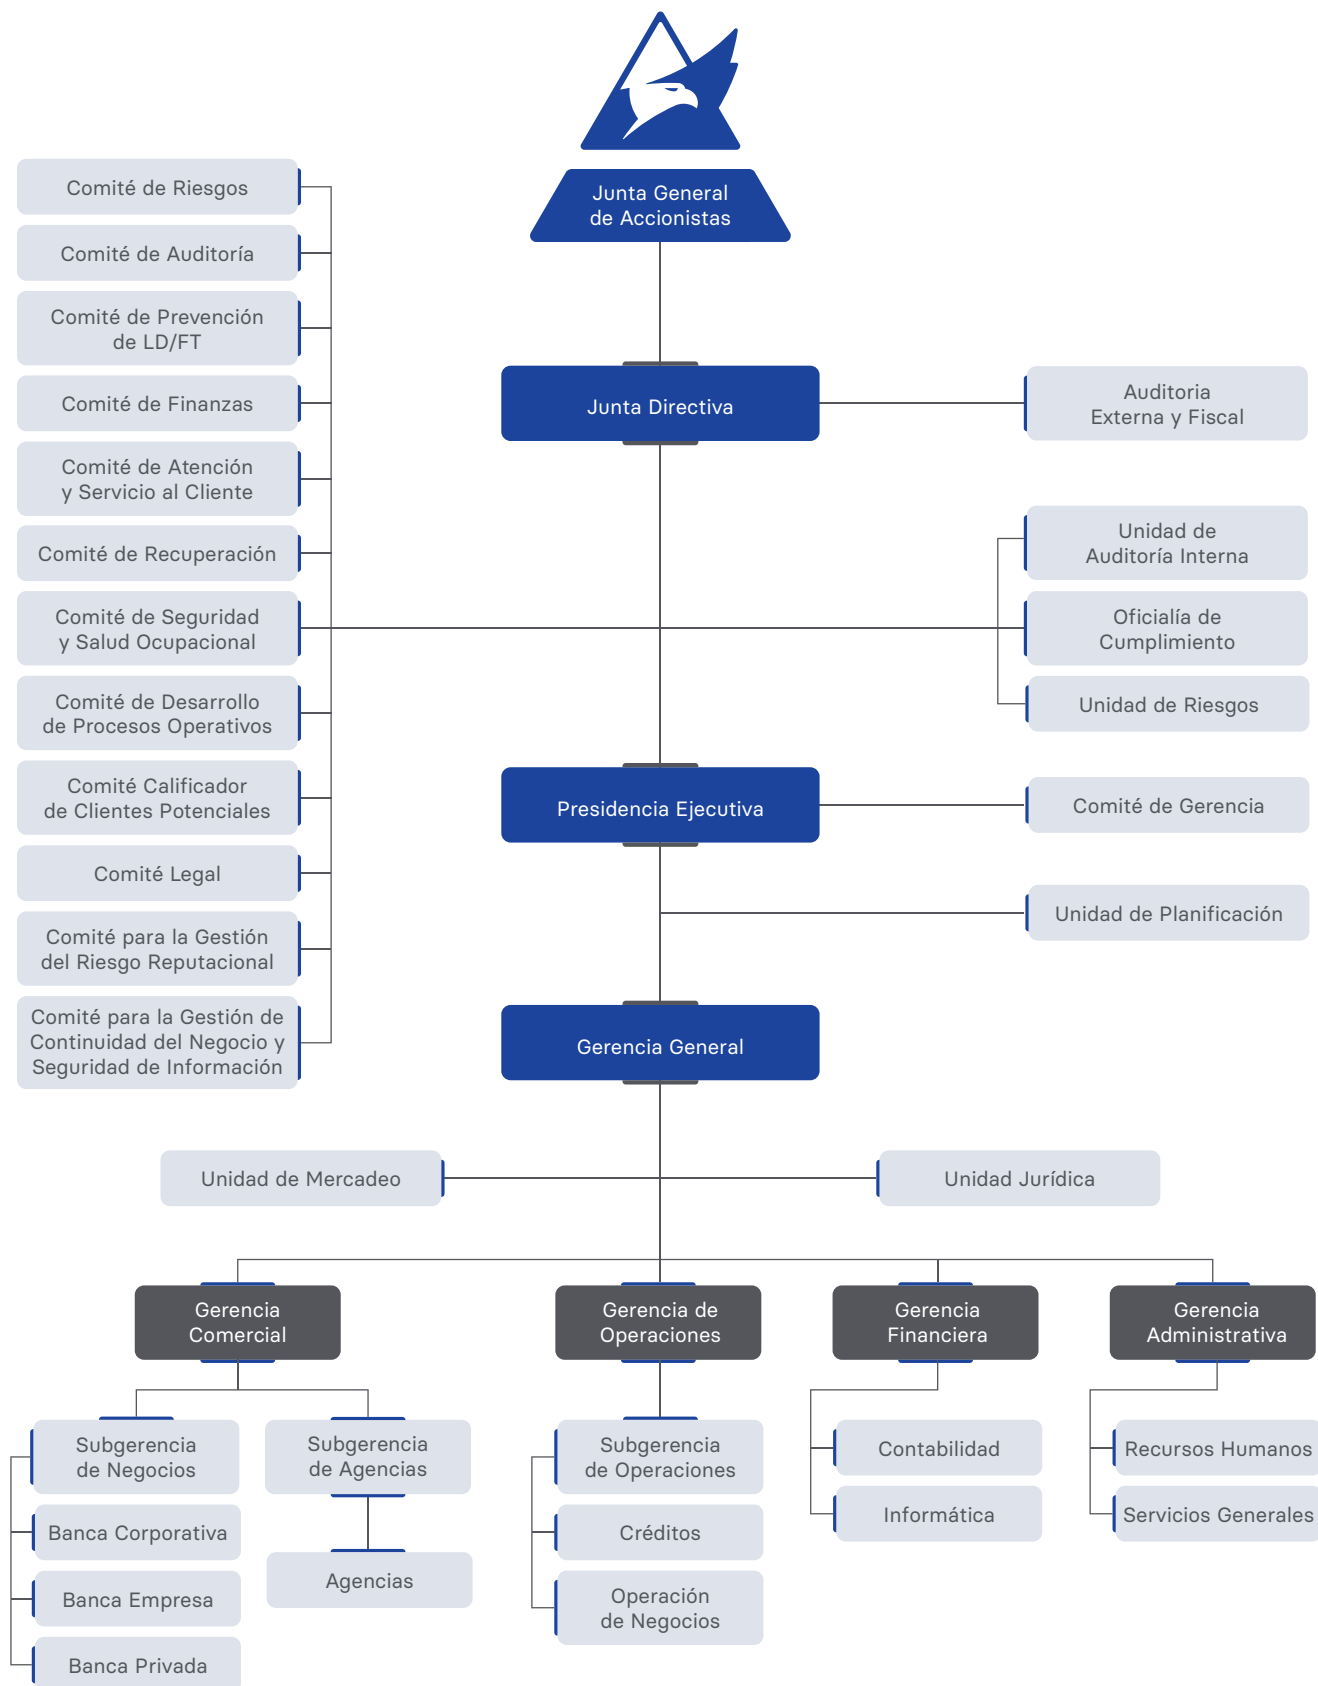 Junta General
de Accionistas
Comité de Riesgos
Comité de Auditoría
Comité de Prevención
de LD/FT
Comité de Finanzas
Comité de Atención
y Servicio al Cliente
Comité de Recuperación
Comité de Seguridad
y Salud Ocupacional
Comité de Desarrollo
de Procesos Operativos
Comité Calificador
de Clientes Potenciales
Comité Legal
Comité para la Gestión
del Riesgo Reputacional
Comité para la Gestión de
Continuidad del Negocio y
Seguridad de Información
Junta Directiva
Auditoria
Externa y Fiscal
Unidad de
Auditoría Interna
Oficialía de
Cumplimiento
Unidad de Riesgos
Presidencia Ejecutiva
Comité de Gerencia
Unidad de Planificación
Gerencia General
Unidad de Mercadeo
Unidad Jurídica
Gerencia
Comercial
Gerencia de
Operaciones
Gerencia
Financiera
Gerencia
Administrativa
Subgerencia
de Negocios
Banca Corporativa
Banca Empresa
Banca Privada
Subgerencia
de Agencias
Agencias
Subgerencia
de Operaciones
Créditos
Operación
de Negocios
Contabilidad
Informática
Recursos Humanos
Servicios Generales